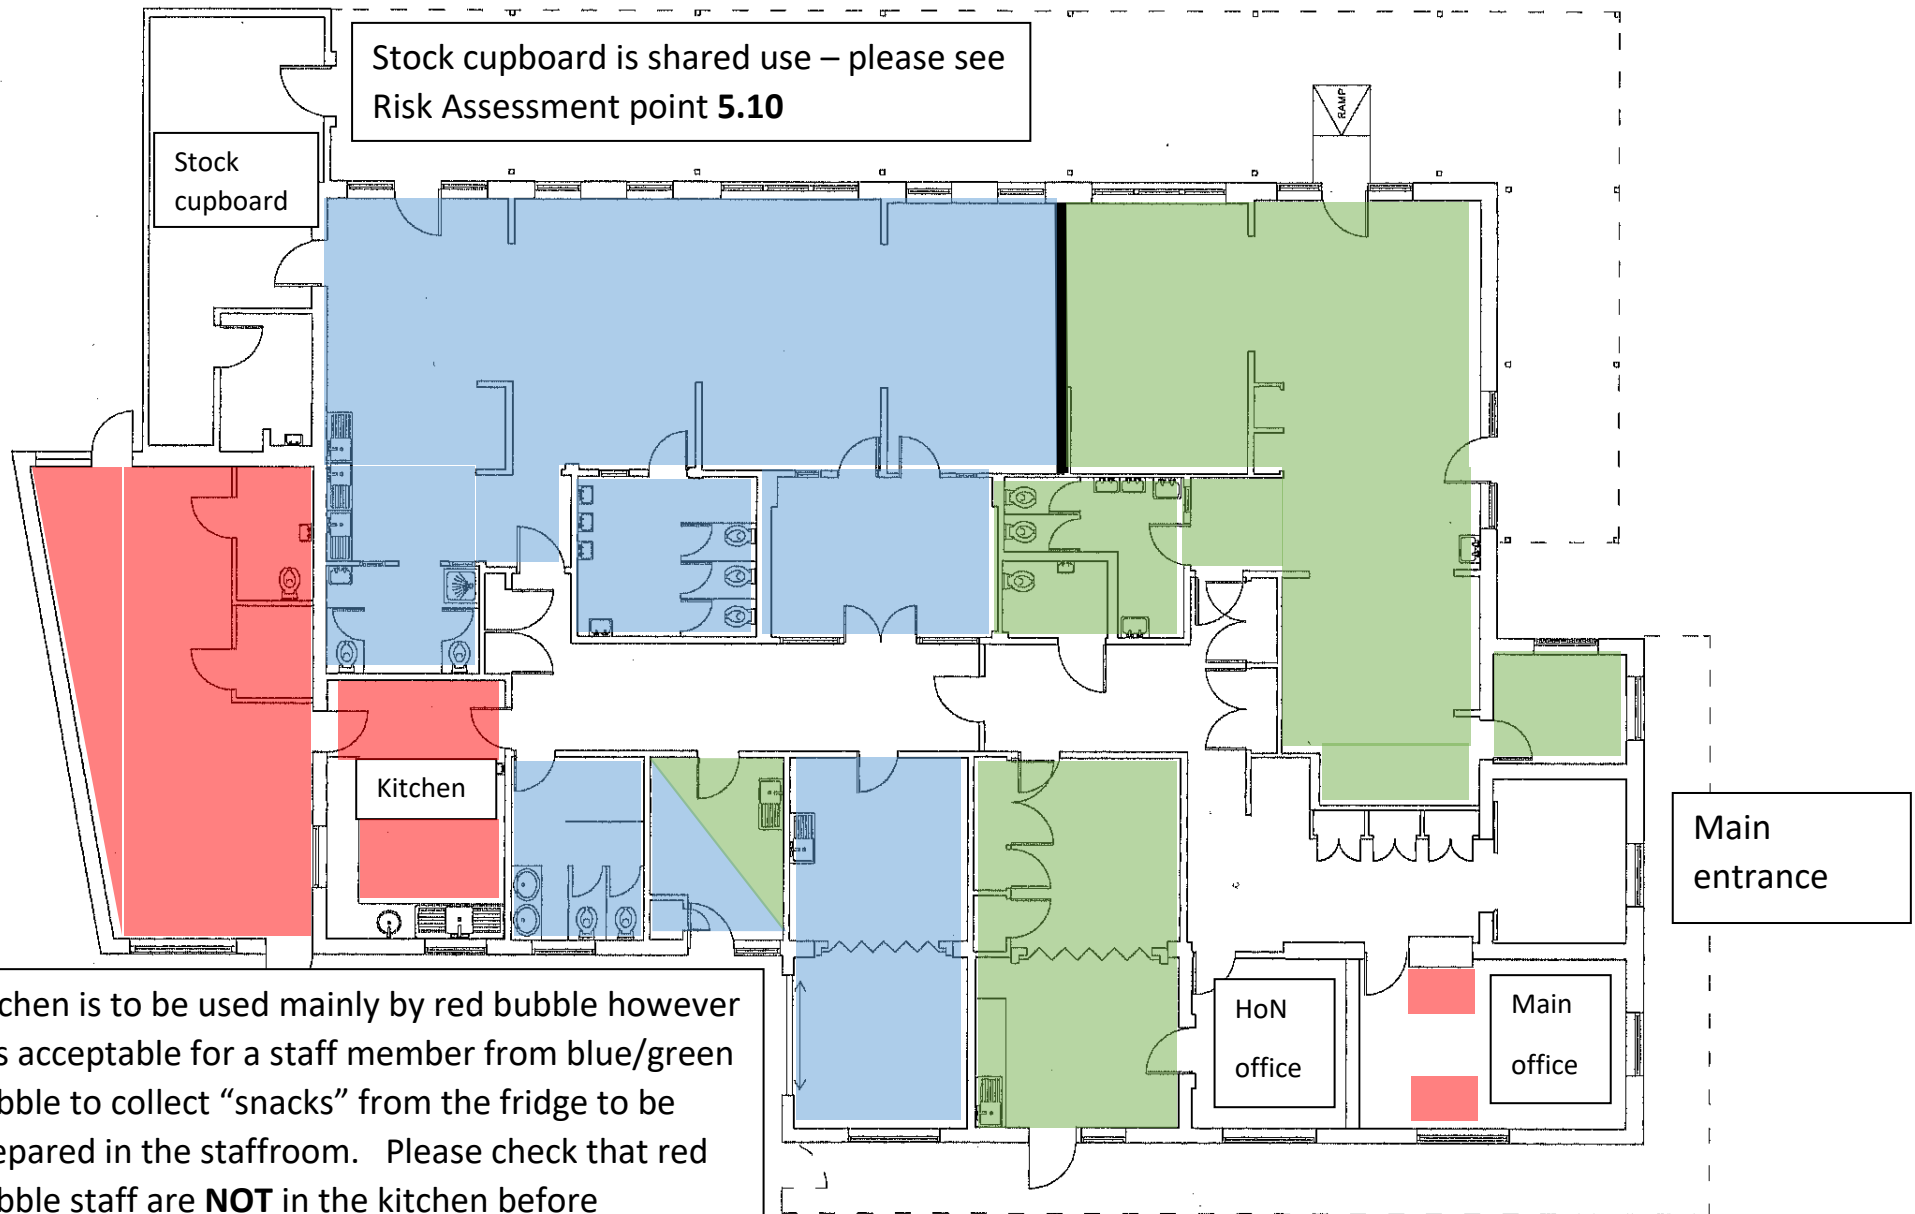 Stock cupboard is shared use – please see
Risk Assessment point 5.10
RAMP
Stock
cupboard
Kitchen
Main
entrance
HoN
office
Main
office
chen is to be used mainly by red bubble however
s acceptable for a staff member from blue/green
bble to collect “snacks” from the fridge to be
epared in the staffroom. Please check that red
bble staff are NOT in the kitchen before